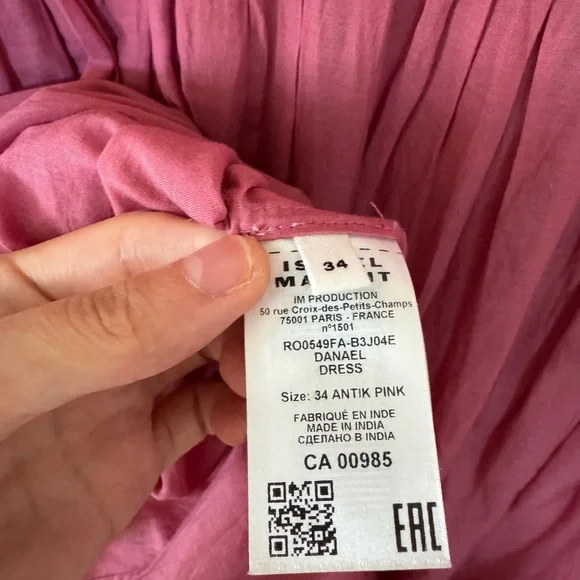 34
IM PRODUCTION
50 rue Croix-des-Petits-Champs
75001 PARIS - FRANCE
n°1501
RO0549FA-B3J04E
DANAEL
DRESS
Size: 34 ANTIK PINK
FABRIQUÉ EN INDE
MADE IN INDIA
СДЕЛАНО В INDIA
CA 00985
EAC